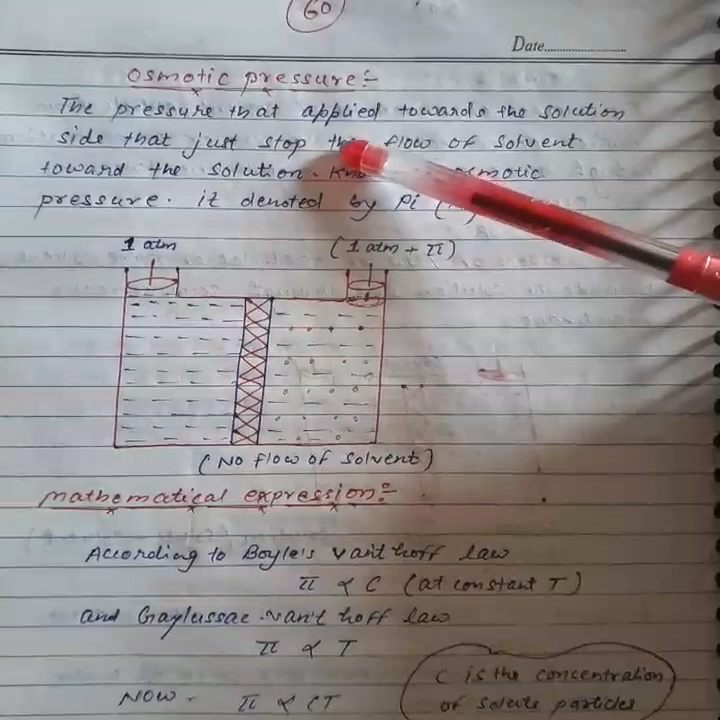 60
Date
Osmotic pressure:-
The pressure that applied towards the solution
side that just stop flow of solvent
toward the solution. osmotic
pressure. it denoted by pi
1 atm (1 atm + π)
(No flow of solvent)
mathematical expression:-
According to Boyle's van't hoff law
π ∝ C (at constant T)
and Gaylussac van't hoff law
π ∝ T
C is the concentration
of solute particles
NOW - π ∝ CT